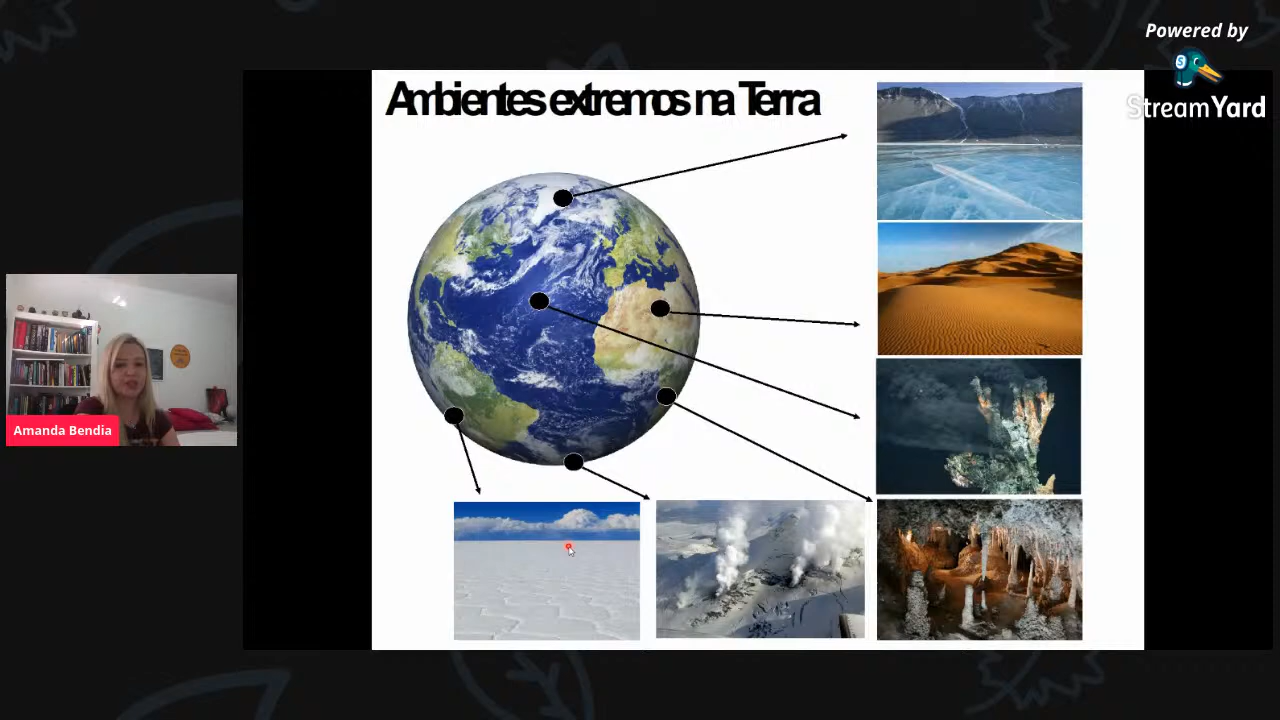 Powered by
StreamYard
Ambientes extremos na Terra
Amanda Bendia